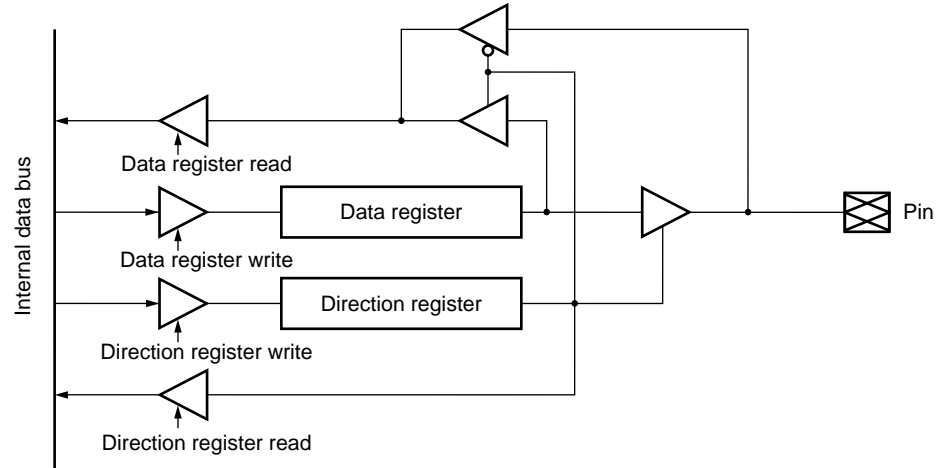 Internal data bus
Data register read
Data register
Pin
Data register write
Direction register
Direction register write
Direction register read